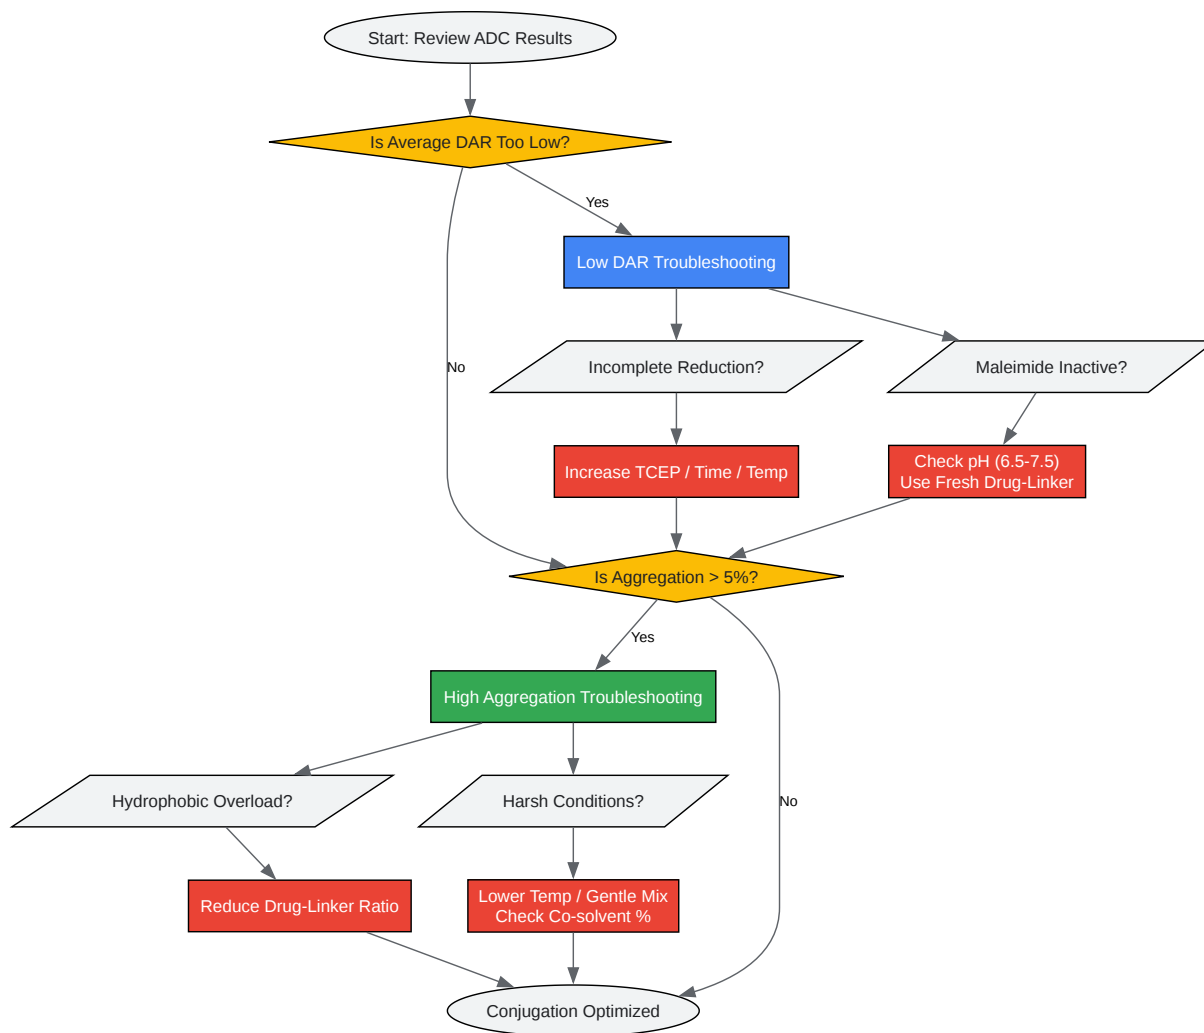 Start: Review ADC Results
Is Average DAR Too Low?
Yes
Low DAR Troubleshooting
No
Incomplete Reduction?
Maleimide Inactive?
Increase TCEP / Time / Temp
Check pH (6.5-7.5)
Use Fresh Drug-Linker
Is Aggregation > 5%?
Yes
High Aggregation Troubleshooting
Hydrophobic Overload?
Harsh Conditions?
No
Reduce Drug-Linker Ratio
Lower Temp / Gentle Mix
Check Co-solvent %
Conjugation Optimized